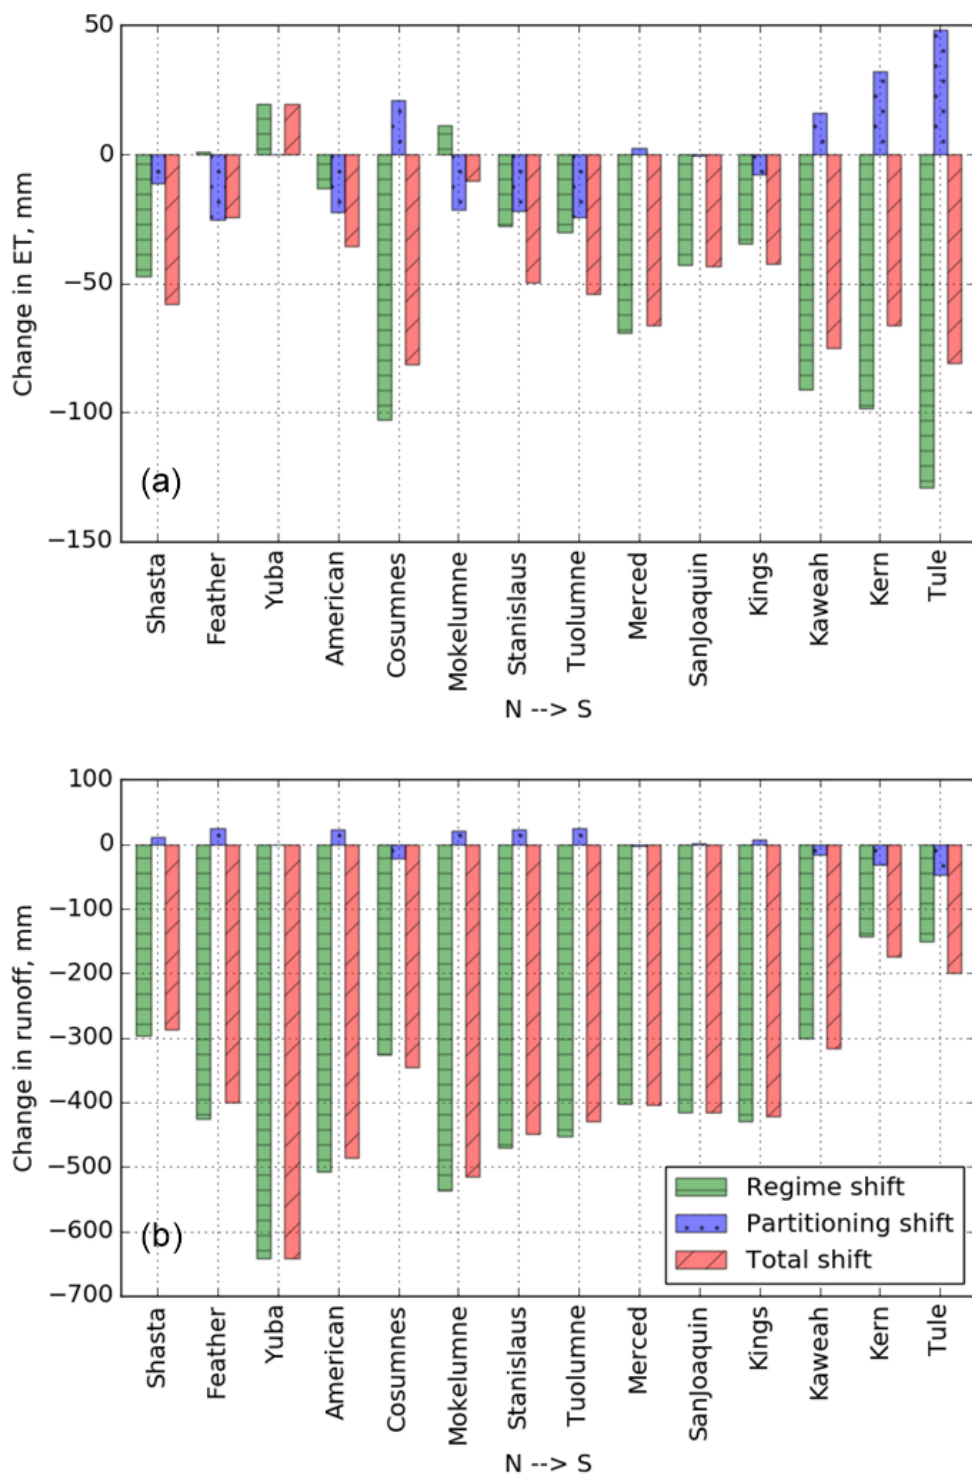 50
0
−50
−100
−150
Change in ET, mm
(a)
Shasta
Feather
Yuba
American
Cosumnes
Mokelumne
Stanislaus
Tuolumne
Merced
SanJoaquin
Kings
Kaweah
Kern
Tule
N --> S
100
0
−100
−200
−300
−400
−500
−600
−700
Change in runoff, mm
(b)
Regime shift
Partitioning shift
Total shift
Shasta
Feather
Yuba
American
Cosumnes
Mokelumne
Stanislaus
Tuolumne
Merced
SanJoaquin
Kings
Kaweah
Kern
Tule
N --> S